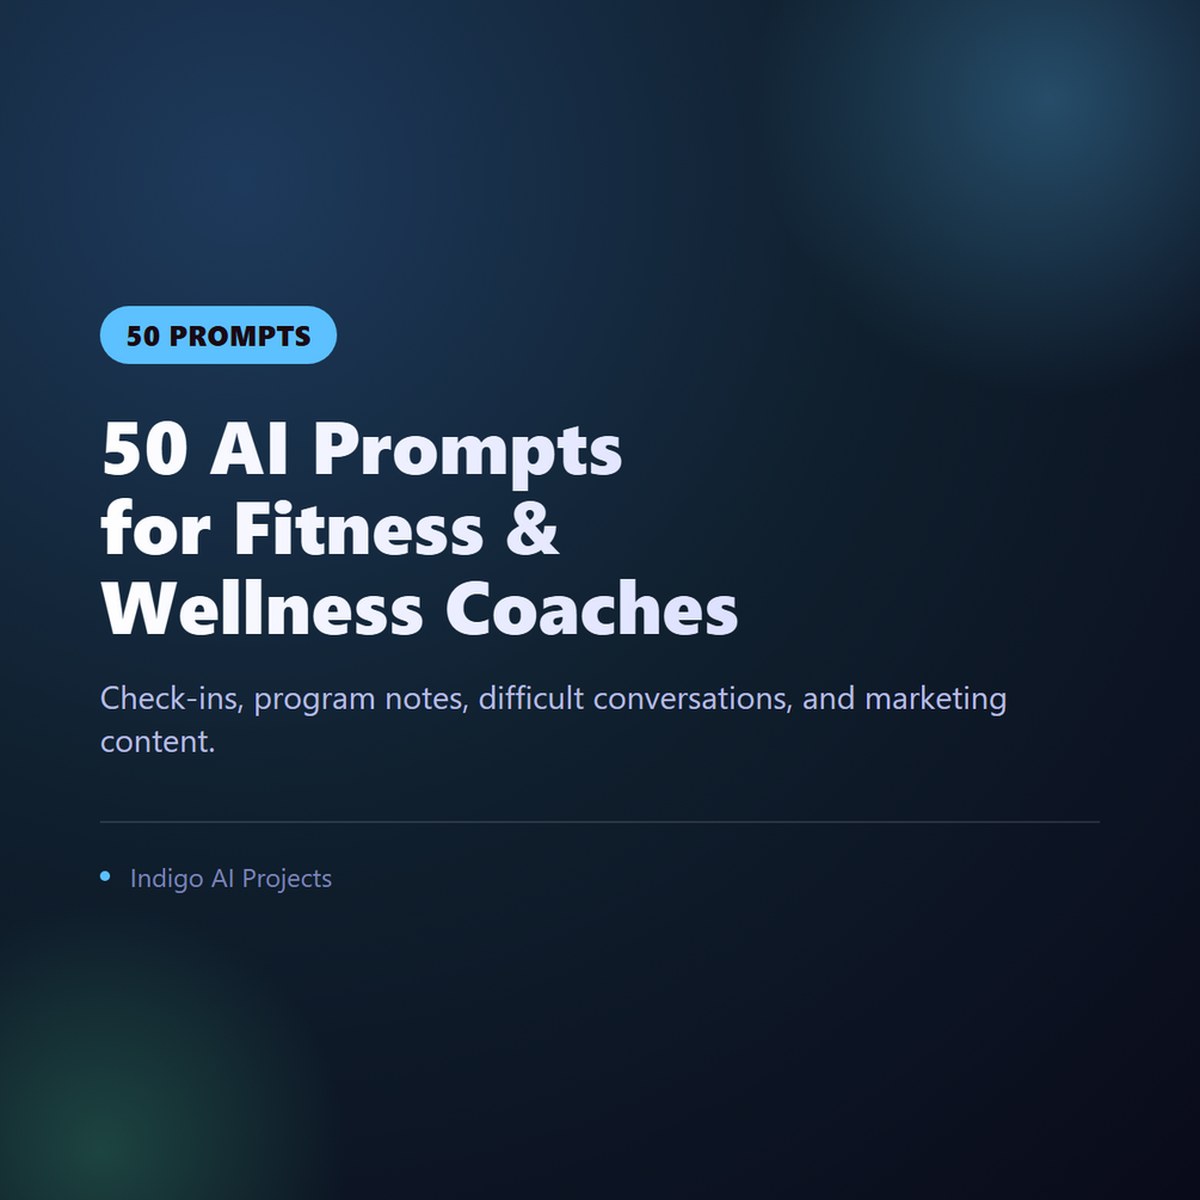 50 PROMPTS
50 AI Prompts
for Fitness &
Wellness Coaches
Check-ins, program notes, difficult conversations, and marketing
content.
Indigo AI Projects